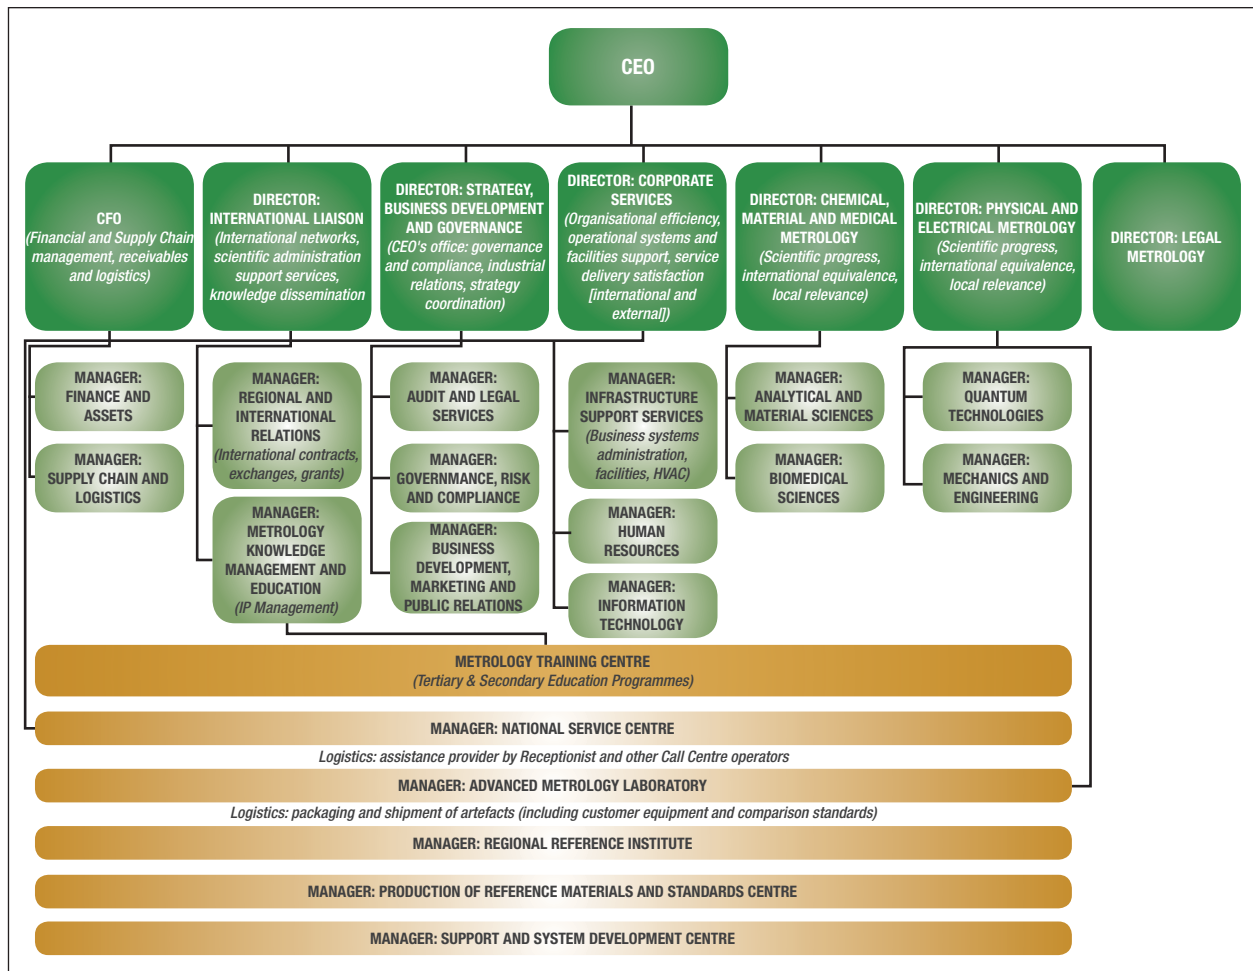 CEO
CFO
(Financial and Supply Chain
management, receivables
and logistics)
DIRECTOR:
INTERNATIONAL LIAISON
(International networks,
scientific administration
support services,
knowledge dissemination
DIRECTOR: STRATEGY,
BUSINESS DEVELOPMENT
AND GOVERNANCE
(CEO's office: governance
and compliance, industrial
relations, strategy
coordination)
DIRECTOR: CORPORATE
SERVICES
(Organisational efficiency,
operational systems and
facilities support, service
delivery satisfaction
[international and
external])
DIRECTOR: CHEMICAL,
MATERIAL AND MEDICAL
METROLOGY
(Scientific progress,
international equivalence,
local relevance)
DIRECTOR: PHYSICAL AND
ELECTRICAL METROLOGY
(Scientific progress,
international equivalence,
local relevance)
DIRECTOR: LEGAL
METROLOGY
MANAGER:
FINANCE AND
ASSETS
MANAGER:
SUPPLY CHAIN AND
LOGISTICS
MANAGER:
REGIONAL AND
INTERNATIONAL
RELATIONS
(International contracts,
exchanges, grants)
MANAGER:
METROLOGY
KNOWLEDGE
MANAGEMENT AND
EDUCATION
(IP Management)
MANAGER:
AUDIT AND LEGAL
SERVICES
MANAGER:
GOVERNMANCE, RISK
AND COMPLIANCE
MANAGER:
BUSINESS
DEVELOPMENT,
MARKETING AND
PUBLIC RELATIONS
MANAGER:
INFRASTRUCTURE
SUPPORT SERVICES
(Business systems
administration,
facilities, HVAC)
MANAGER:
HUMAN
RESOURCES
MANAGER:
INFORMATION
TECHNOLOGY
MANAGER:
ANALYTICAL AND
MATERIAL SCIENCES
MANAGER:
BIOMEDICAL
SCIENCES
MANAGER:
QUANTUM
TECHNOLOGIES
MANAGER:
MECHANICS AND
ENGINEERING
METROLOGY TRAINING CENTRE
(Tertiary & Secondary Education Programmes)
MANAGER: NATIONAL SERVICE CENTRE
Logistics: assistance provider by Receptionist and other Call Centre operators
MANAGER: ADVANCED METROLOGY LABORATORY
Logistics: packaging and shipment of artefacts (including customer equipment and comparison standards)
MANAGER: REGIONAL REFERENCE INSTITUTE
MANAGER: PRODUCTION OF REFERENCE MATERIALS AND STANDARDS CENTRE
MANAGER: SUPPORT AND SYSTEM DEVELOPMENT CENTRE